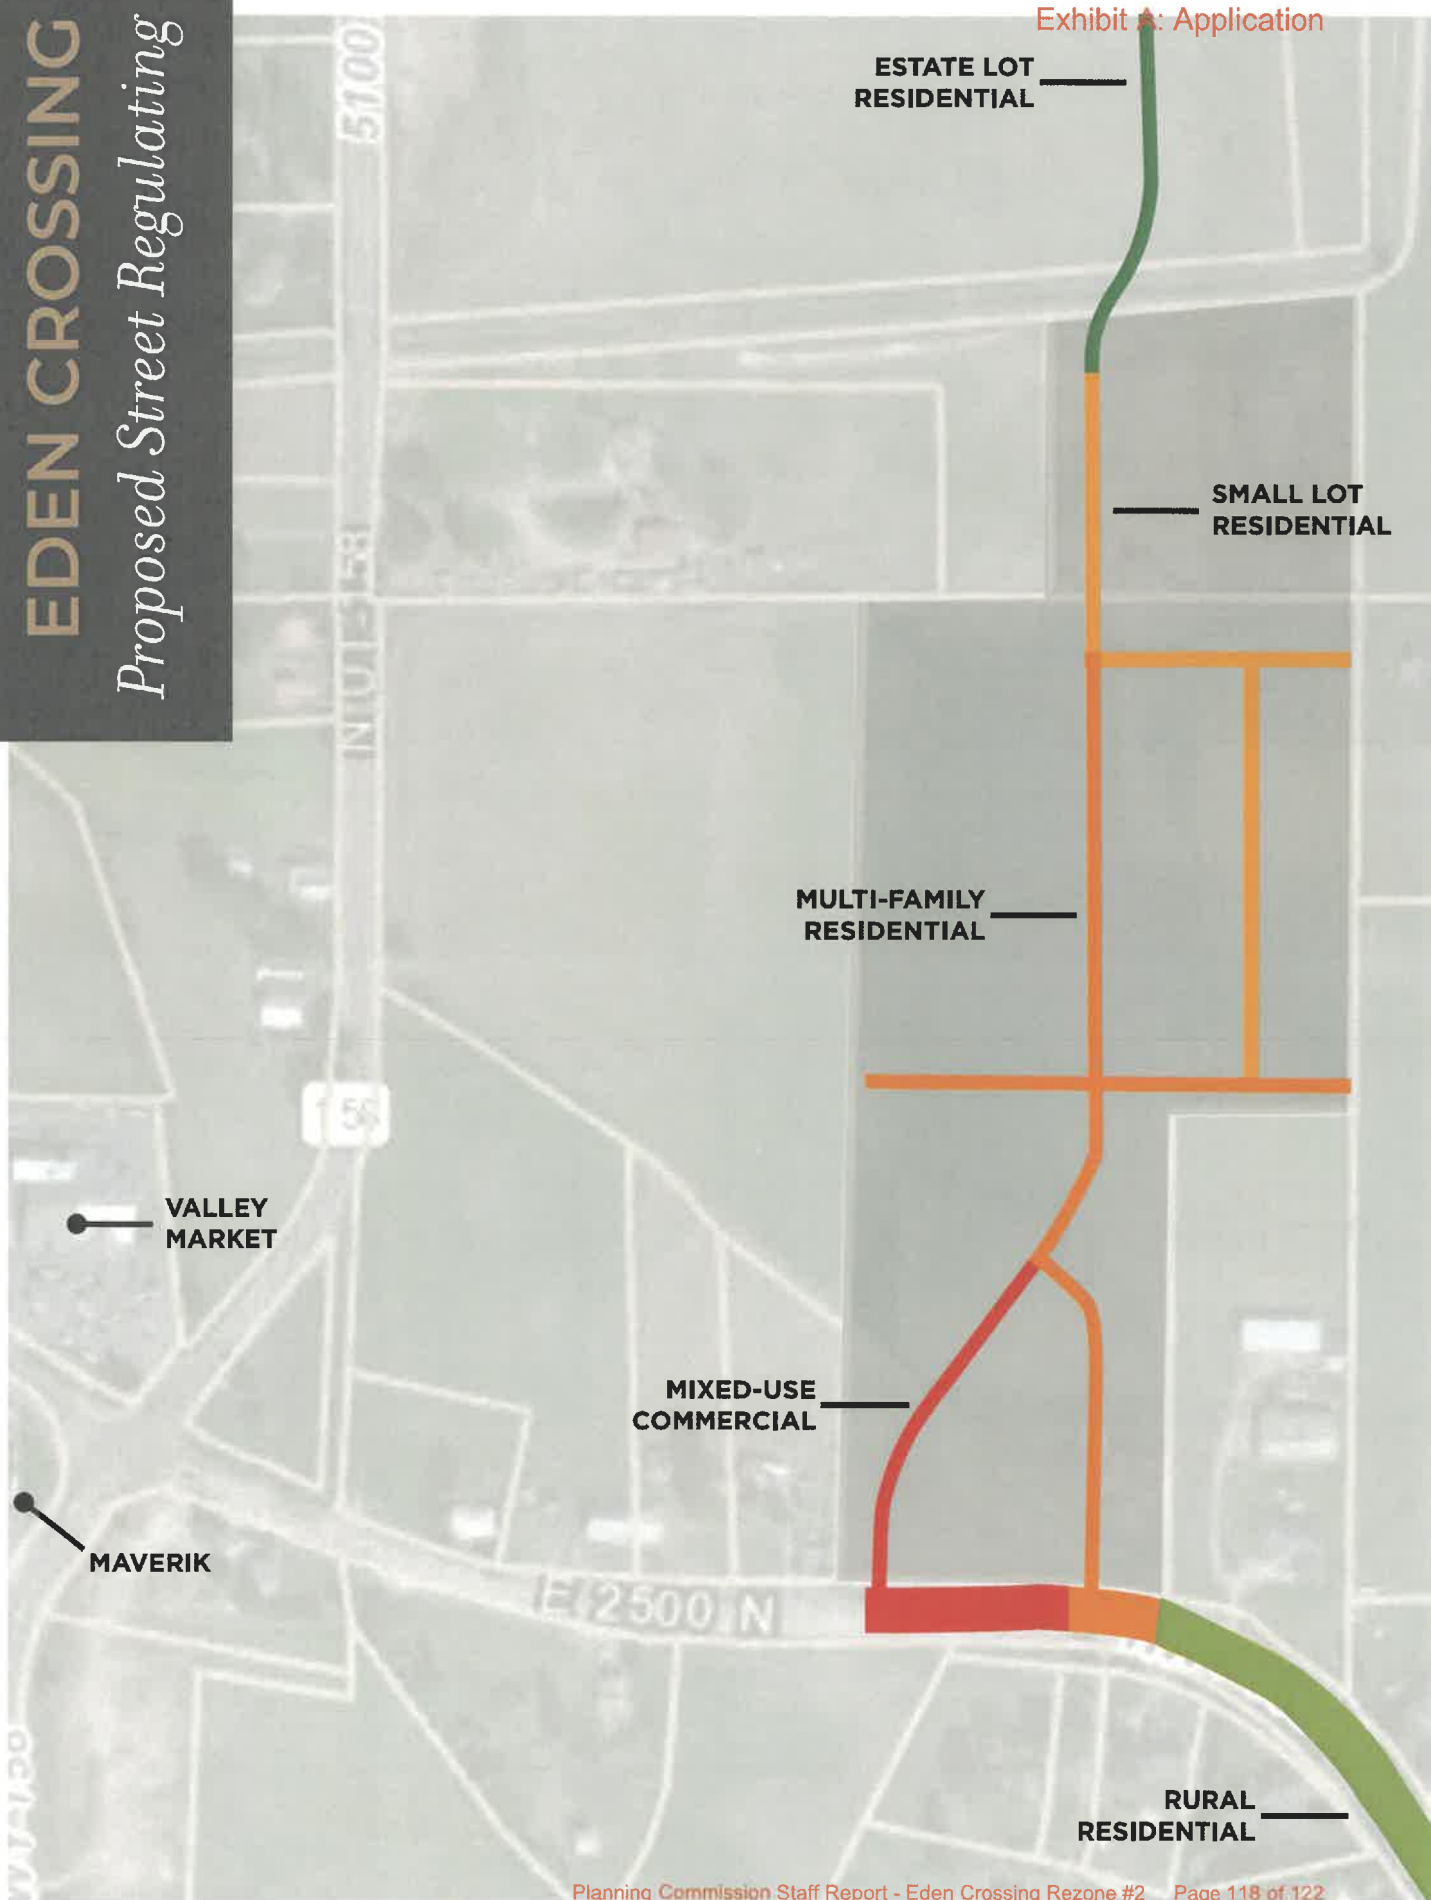 Exhibit A: Application
EDEN CROSSING
Proposed Street Regulating
5100
ESTATE LOT
RESIDENTIAL
SMALL LOT
RESIDENTIAL
MULTI-FAMILY
RESIDENTIAL
VALLEY
MARKET
MIXED-USE
COMMERCIAL
MAVERIK
E 2500 N
RURAL
RESIDENTIAL
Planning Commission Staff Report - Eden Crossing Rezone #2 Page 118 of 122